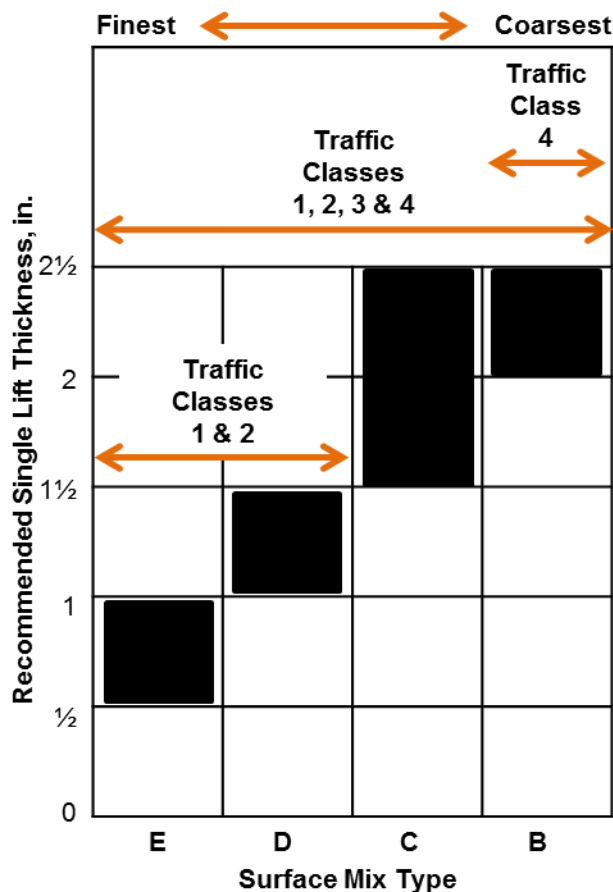 Finest Coarsest
Traffic
Class
4
Traffic
Classes
1, 2, 3 & 4
2½
Traffic
Classes
1 & 2
2
1½
1
½
0
Recommended Single Lift Thickness, in.
E D C B
Surface Mix Type